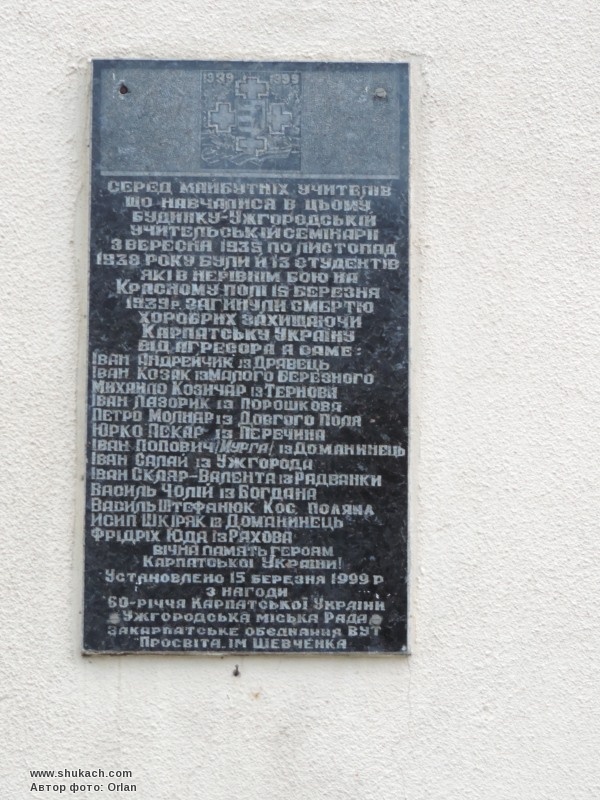 1939 1999
СЕРЕД МАЙБУТНІХ УЧИТЕЛІВ
ЩО НАВЧАЛИСЯ В ЦЬОМУ
БУДИНКУ-УЖГОРОДСЬКІЙ
УЧИТЕЛЬСЬКІЙ СЕМІНАРІІ
З ВЕРЕСНЯ 1935 ПО ЛИСТОПАД
1938 РОКУ БУЛИ Й 13 СТУДЕНТІВ
ЯКІ В НЕРІВНІМ БОЮ НА
КРАСНОМУ ПОЛІ 15 БЕРЕЗНЯ
1939 р. ЗАГИНУЛИ СМЕРТЮ
ХОРОБРИХ ЗАХИЩАЮЧИ
КАРПАТСЬКУ УКРАЇНУ
ВІД АГРЕСОРА А САМЕ:
ІВАН АНДРЕЙЧИК ІЗ ДРАВЕЦЬ
ІВАН КОЗАК ІЗ МАЛОГО БЕРЕЗНОГО
МИХАЙЛО КОЗИЧАР ІЗ ТЕРНОВА
ІВАН ЛАЗОРИК ІЗ ПОРОШКОВА
ПЕТРО МОЛНАР ІЗ ДОВГОГО ПОЛЯ
ЮРКО ПЕКАР ІЗ ПЕРЕЧИНА
ІВАН ПОПОВИЧ /МУРГА/ ІЗ ДОМАНИНЕЦЬ
ІВАН САЛАЙ ІЗ УЖГОРОДА
ІВАН СКЛЯР-ВАЛЕНТА ІЗ РАДВАНКИ
ВАСИЛЬ ЧОЛІЙ ІЗ БОГДАНА
ВАСИЛЬ ШТЕФАНЮК КОС. ПОЛЯНА
ЙСИП ШКІРЯК ІЗ ДОМАНИНЕЦЬ
ФРІДРІХ ЮДА ІЗ РАХОВА
ВІЧНА ПАМЯТЬ ГЕРОЯМ
КАРПАТСЬКОЇ УКРАЇНИ!
УСТАНОВЛЕНО 15 БЕРЕЗНЯ 1999 р
З НАГОДИ
60-РІЧЧЯ КАРПАТСЬКОЇ УКРАЇНИ
УЖГОРОДСЬКА МІСЬКА РАДА
ЗАКАРПАТСЬКЕ ОБЕДНАННЯ ВУТ
"ПРОСВІТА" ІМ ШЕВЧЕНКА
www.shukach.com
Автор фото: Orlan